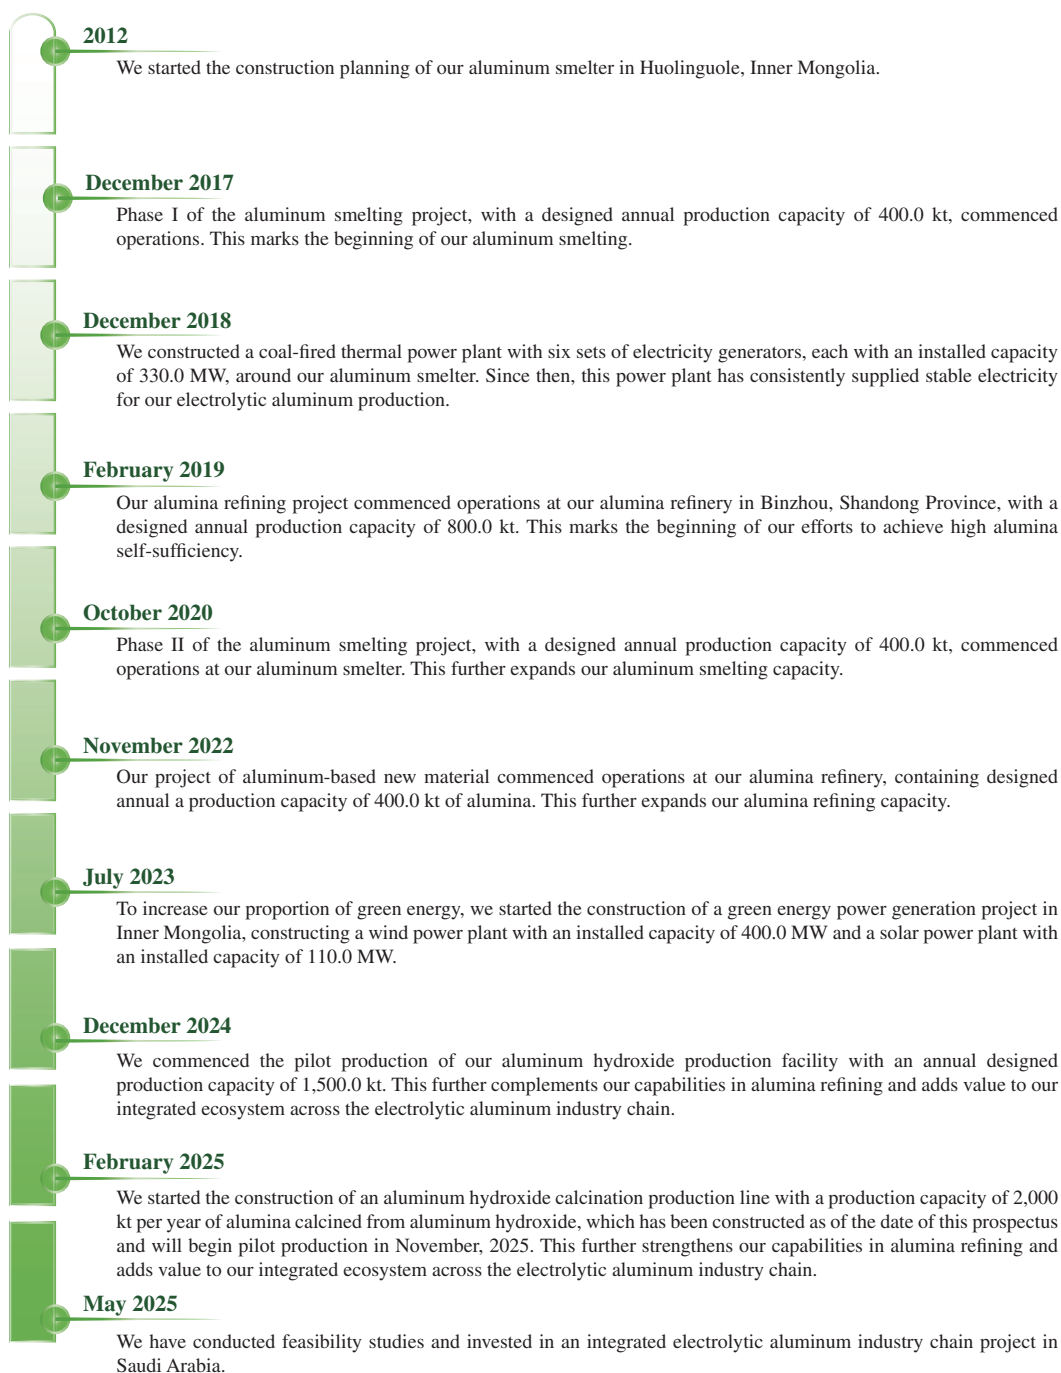 2012
We started the construction planning of our aluminum smelter in Huolinguole, Inner Mongolia.
December 2017
Phase I of the aluminum smelting project, with a designed annual production capacity of 400.0 kt, commenced
operations. This marks the beginning of our aluminum smelting.
December 2018
We constructed a coal-fired thermal power plant with six sets of electricity generators, each with an installed capacity
of 330.0 MW, around our aluminum smelter. Since then, this power plant has consistently supplied stable electricity
for our electrolytic aluminum production.
February 2019
Our alumina refining project commenced operations at our alumina refinery in Binzhou, Shandong Province, with a
designed annual production capacity of 800.0 kt. This marks the beginning of our efforts to achieve high alumina
self-sufficiency.
October 2020
Phase II of the aluminum smelting project, with a designed annual production capacity of 400.0 kt, commenced
operations at our aluminum smelter. This further expands our aluminum smelting capacity.
November 2022
Our project of aluminum-based new material commenced operations at our alumina refinery, containing designed
annual a production capacity of 400.0 kt of alumina. This further expands our alumina refining capacity.
July 2023
To increase our proportion of green energy, we started the construction of a green energy power generation project in
Inner Mongolia, constructing a wind power plant with an installed capacity of 400.0 MW and a solar power plant with
an installed capacity of 110.0 MW.
December 2024
We commenced the pilot production of our aluminum hydroxide production facility with an annual designed
production capacity of 1,500.0 kt. This further complements our capabilities in alumina refining and adds value to our
integrated ecosystem across the electrolytic aluminum industry chain.
February 2025
We started the construction of an aluminum hydroxide calcination production line with a production capacity of 2,000
kt per year of alumina calcined from aluminum hydroxide, which has been constructed as of the date of this prospectus
and will begin pilot production in November, 2025. This further strengthens our capabilities in alumina refining and
adds value to our integrated ecosystem across the electrolytic aluminum industry chain.
May 2025
We have conducted feasibility studies and invested in an integrated electrolytic aluminum industry chain project in
Saudi Arabia.